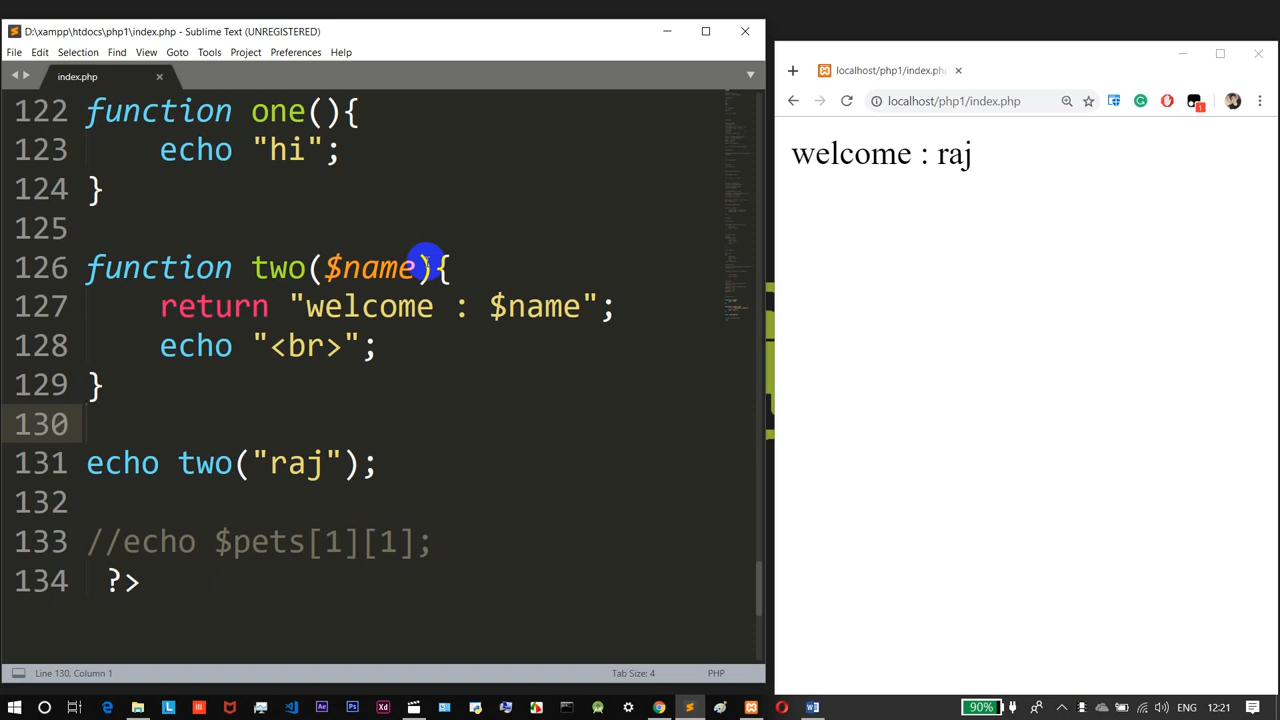 D:\xampp\htdocs\php1\index.php - Sublime Text (UNREGISTERED)
File Edit Selection Find View Goto Tools Project Preferences Help
index.php
122 function one(){
123 echo "hi";
124 }
125
126 function two($name){
127 return "welcome : $name";
128 echo "<br>";
129 }
130
131 echo two("raj");
132
133 //echo $pets[1][1];
134 ?>
Line 130, Column 1
Tab Size: 4
PHP
localhost/php1/index.ph
localhost/php1/index.php
1
welcome : raj
90%
ENG
12:21